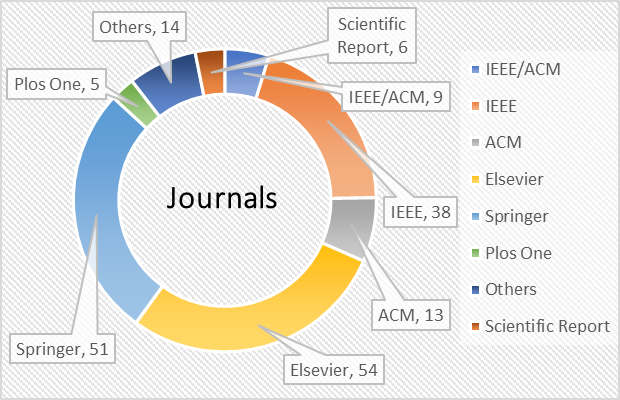 Others, 14
Scientific
Report, 6
Plos One, 5
IEEE/ACM, 9
Journals
IEEE, 38
ACM, 13
Springer, 51
Elsevier, 54
IEEE/ACM
IEEE
ACM
Elsevier
Springer
Plos One
Others
Scientific Report